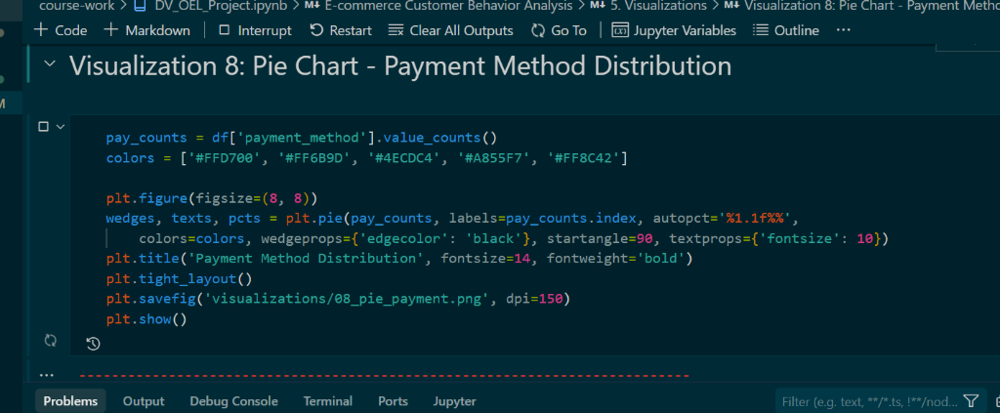 course-work > DV_OEL_Project.ipynb > M↓ E-commerce Customer Behavior Analysis > M↓ 5. Visualizations > M↓ Visualization 8: Pie Chart - Payment Metho
+ Code + Markdown Interrupt Restart Clear All Outputs Go To Jupyter Variables Outline ...
Visualization 8: Pie Chart - Payment Method Distribution
M
pay_counts = df['payment_method'].value_counts()
colors = ['#FFD700', '#FF6B9D', '#4ECDC4', '#A855F7', '#FF8C42']
plt.figure(figsize=(8, 8))
wedges, texts, pcts = plt.pie(pay_counts, labels=pay_counts.index, autopct='%1.1f%%',
colors=colors, wedgeprops={'edgecolor': 'black'}, startangle=90, textprops={'fontsize': 10})
plt.title('Payment Method Distribution', fontsize=14, fontweight='bold')
plt.tight_layout()
plt.savefig('visualizations/08_pie_payment.png', dpi=150)
plt.show()
... ---------------------------------------------------------------------------
Problems Output Debug Console Terminal Ports Jupyter Filter (e.g. text, **/*.ts, !**/nod...